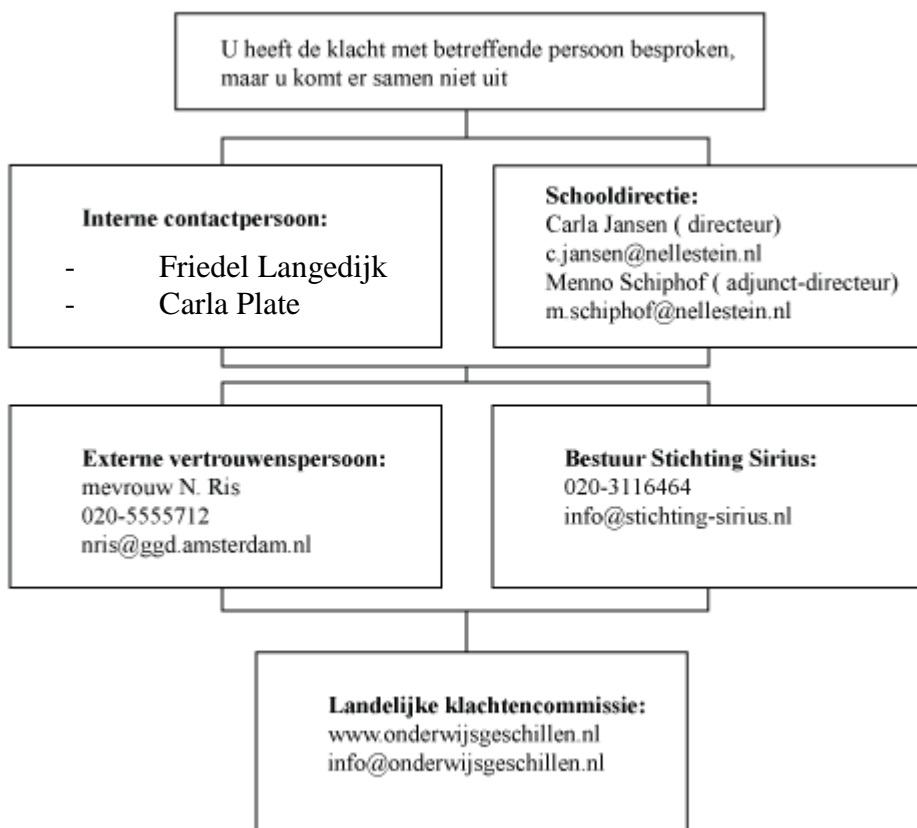 U heeft de klacht met betreffende persoon besproken,
maar u komt er samen niet uit
Interne contactpersoon:
- Friedel Langedijk
- Carla Plate
Schooldirectie:
Carla Jansen ( directeur)
c.jansen@nellestein.nl
Menno Schiphof ( adjunct-directeur)
m.schiphof@nellestein.nl
Externe vertrouwenspersoon:
mevrouw N. Ris
020-5555712
nris@ggd.amsterdam.nl
Bestuur Stichting Sirius:
020-3116464
info@stichting-sirius.nl
Landelijke klachtencommissie:
www.onderwijsgeschillen.nl
info@onderwijsgeschillen.nl